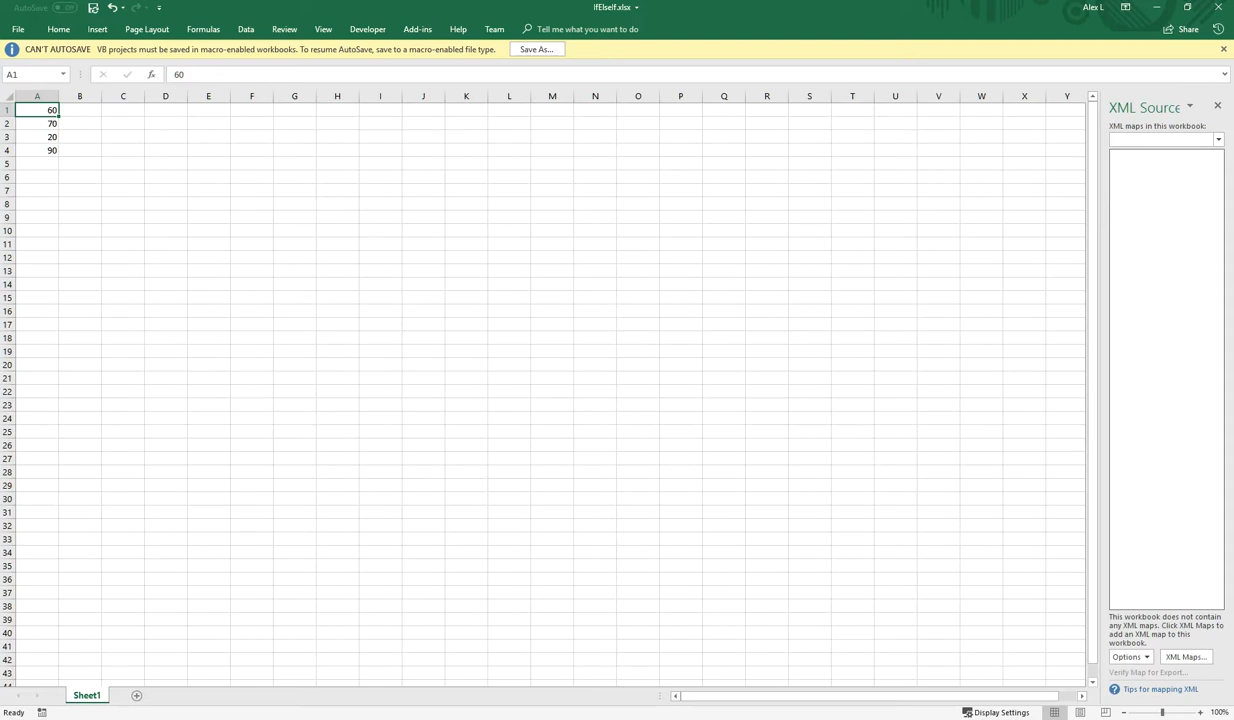 AutoSave Off
IfElseIf.xlsx
Alex L
File Home Insert Page Layout Formulas Data Review View Developer Add-ins Help Team Tell me what you want to do Share
CAN'T AUTOSAVE VB projects must be saved in macro-enabled workbooks. To resume AutoSave, save to a macro-enabled file type. Save As...
A1 fx 60
A B C D E F G H I J K L M N O P Q R S T U V W X Y
1 60
2 70
3 20
4 90
5
6
7
8
9
10
11
12
13
14
15
16
17
18
19
20
21
22
23
24
25
26
27
28
29
30
31
32
33
34
35
36
37
38
39
40
41
42
43
44
XML Source
XML maps in this workbook:
This workbook does not contain
any XML maps. Click XML Maps to
add an XML map to this
workbook.
Options XML Maps...
Verify Map for Export...
Tips for mapping XML
Sheet1
Ready
Display Settings
100%